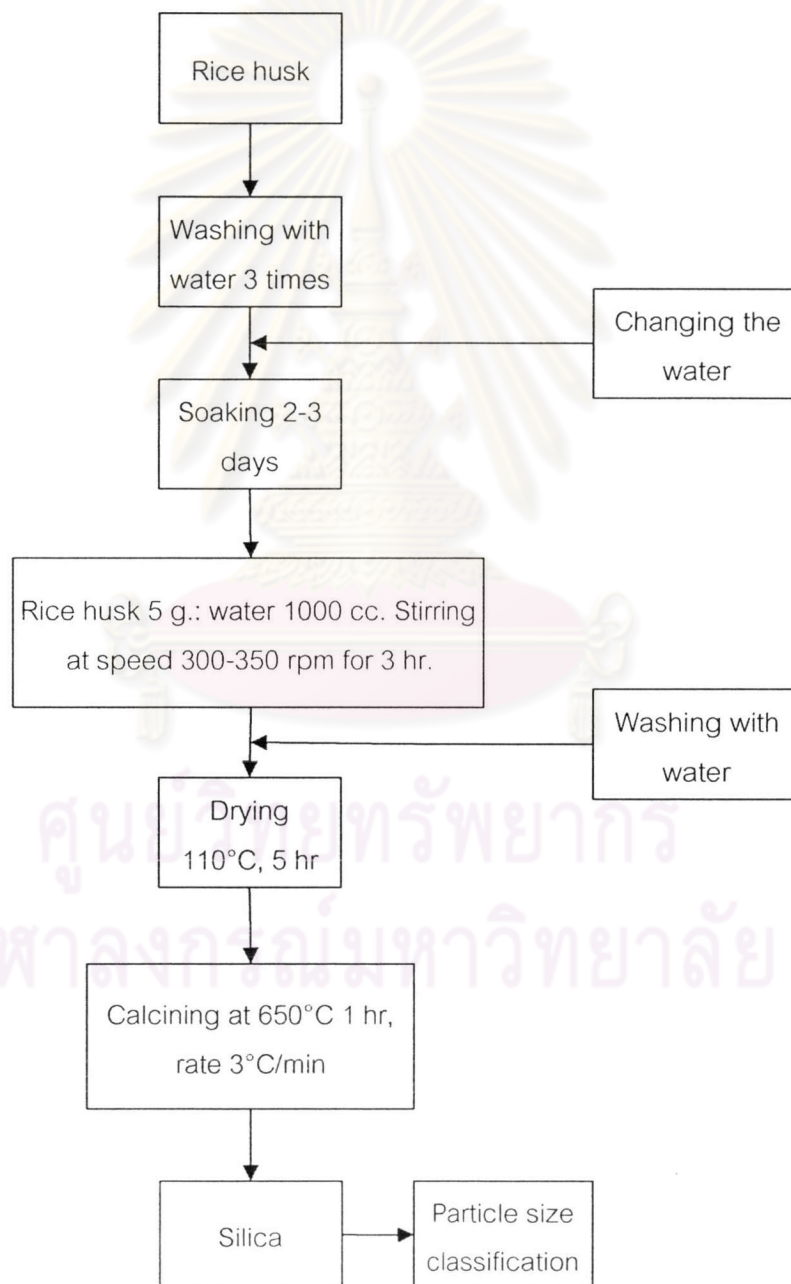 Rice husk
Washing with
water 3 times
Changing the
water
Soaking 2-3
days
Rice husk 5 g.: water 1000 cc. Stirring
at speed 300-350 rpm for 3 hr.
Washing with
water
ศูนย์วิทยทรัพยากร
Drying
110°C, 5 hr
ฬาลงกรณ์มหาวิทยาลัย
Calcining at 650°C 1 hr,
rate 3°C/min
Silica
Particle size
classification